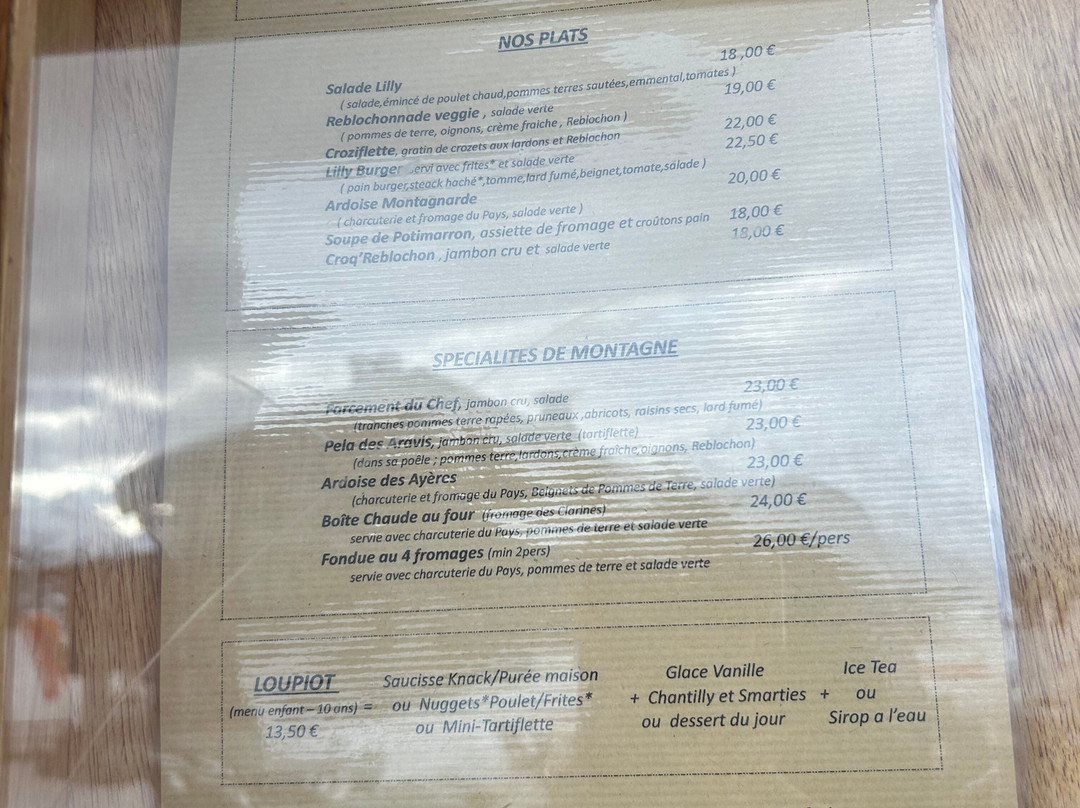 NOS PLATS
Salade Lilly 18,00 €
( salade,émincé de poulet chaud,pommes terres sautées,emmental,tomates )
Reblochonnade veggie , salade verte 19,00 €
( pommes de terre, oignons, crème fraiche , Reblochon )
Croziflette, gratin de crozets aux lardons et Reblochon 22,00 €
Lilly Burger servi avec frites* et salade verte 22,50 €
( pain burger,steack haché*,tomme,lard fumé,beignet,tomate,salade )
Ardoise Montagnarde 20,00 €
( charcuterie et fromage du Pays, salade verte )
Soupe de Potimarron, assiette de fromage et croûtons pain 18,00 €
Croq'Reblochon , jambon cru et salade verte 18,00 €
SPECIALITES DE MONTAGNE
Farcement du Chef, jambon cru, salade 23,00 €
(tranches pommes terre rapées, pruneaux ,abricots, raisins secs, lard fumé)
Pela des Aravis, jambon cru, salade verte (tartiflette) 23,00 €
(dans sa poêle ; pommes terre,lardons,crème fraîche,oignons, Reblochon)
Ardoise des Ayères 23,00 €
(charcuterie et fromage du Pays, Beignets de Pommes de Terre, salade verte)
Boîte Chaude au four (fromage des Clarines) 24,00 €
servie avec charcuterie du Pays, pommes de terre et salade verte
Fondue au 4 fromages (min 2pers) 26,00 €/pers
servie avec charcuterie du Pays, pommes de terre et salade verte
LOUPIOT Saucisse Knack/Purée maison Glace Vanille Ice Tea
(menu enfant – 10 ans) = ou Nuggets*Poulet/Frites* + Chantilly et Smarties + ou
13,50 € ou Mini-Tartiflette ou dessert du jour Sirop a l'eau